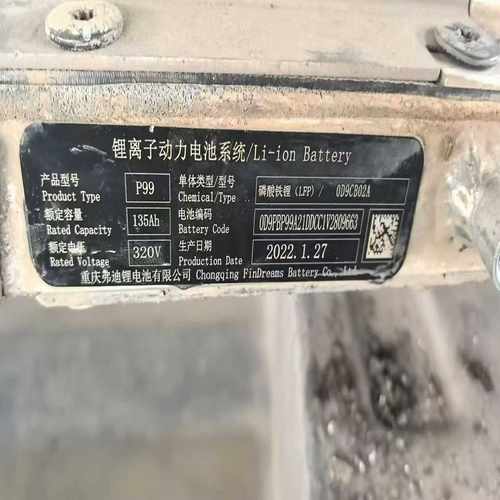 锂离子动力电池系统/Li-ion Battery
产品型号 P99 单体类型/型号 磷酸铁锂 (LFP) / 0D9CB02A
Product Type Chemical/Type
额定容量 135Ah 电池编码 0D9PBP99A21DDCC1V2809663
Rated Capacity Battery Code
额定电压 320V 生产日期 2022.1.27
Rated Voltage Production Date
重庆弗迪锂电池有限公司 Chongqing FinDreams Battery Co., Ltd.